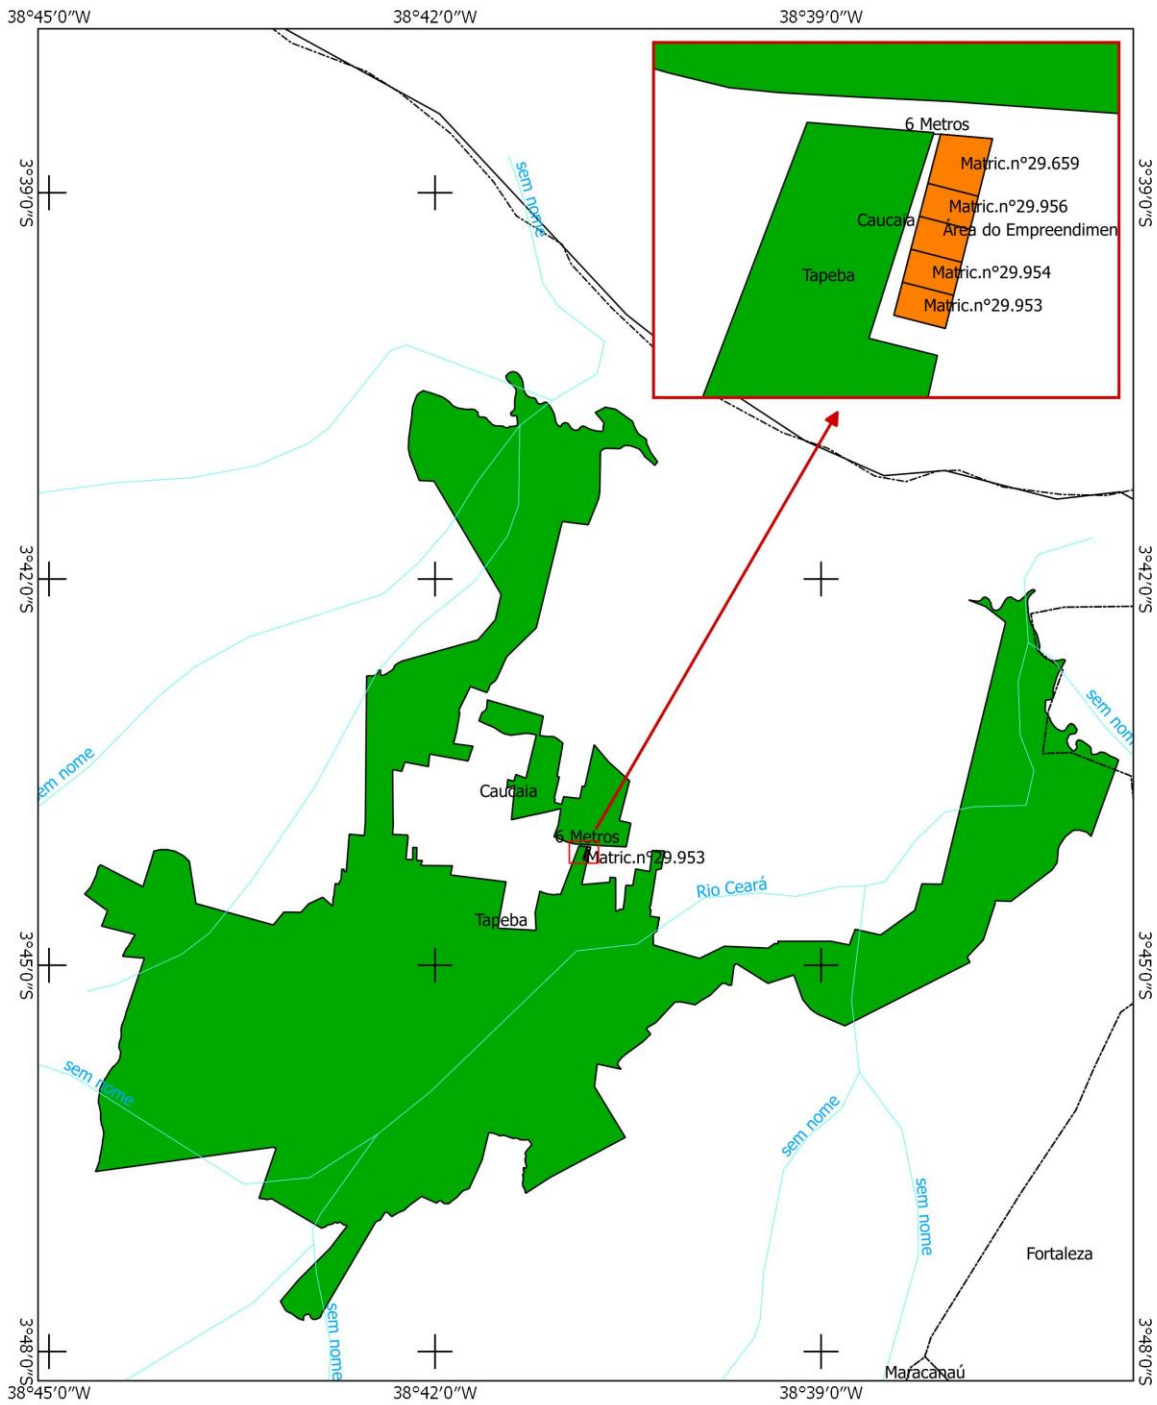 38°45'0"W
38°42'0"W
38°39'0"W
3°39'0"S
3°39'0"S
6 Metros
Matric.n°29.659
Matric.n°29.956
Caucaia
Área do Empreendimen
Tapeba
Matric.n°29.954
Matric.n°29.953
sem nome
3°42'0"S
3°42'0"S
sem nome
sem nome
Caucaia
6 Metros
Matric.n°29.953
Rio Ceará
Tapeba
3°45'0"S
3°45'0"S
sem nome
sem nome
sem nome
Fortaleza
sem nome
3°48'0"S
3°48'0"S
Maracanaú
38°45'0"W
38°42'0"W
38°39'0"W